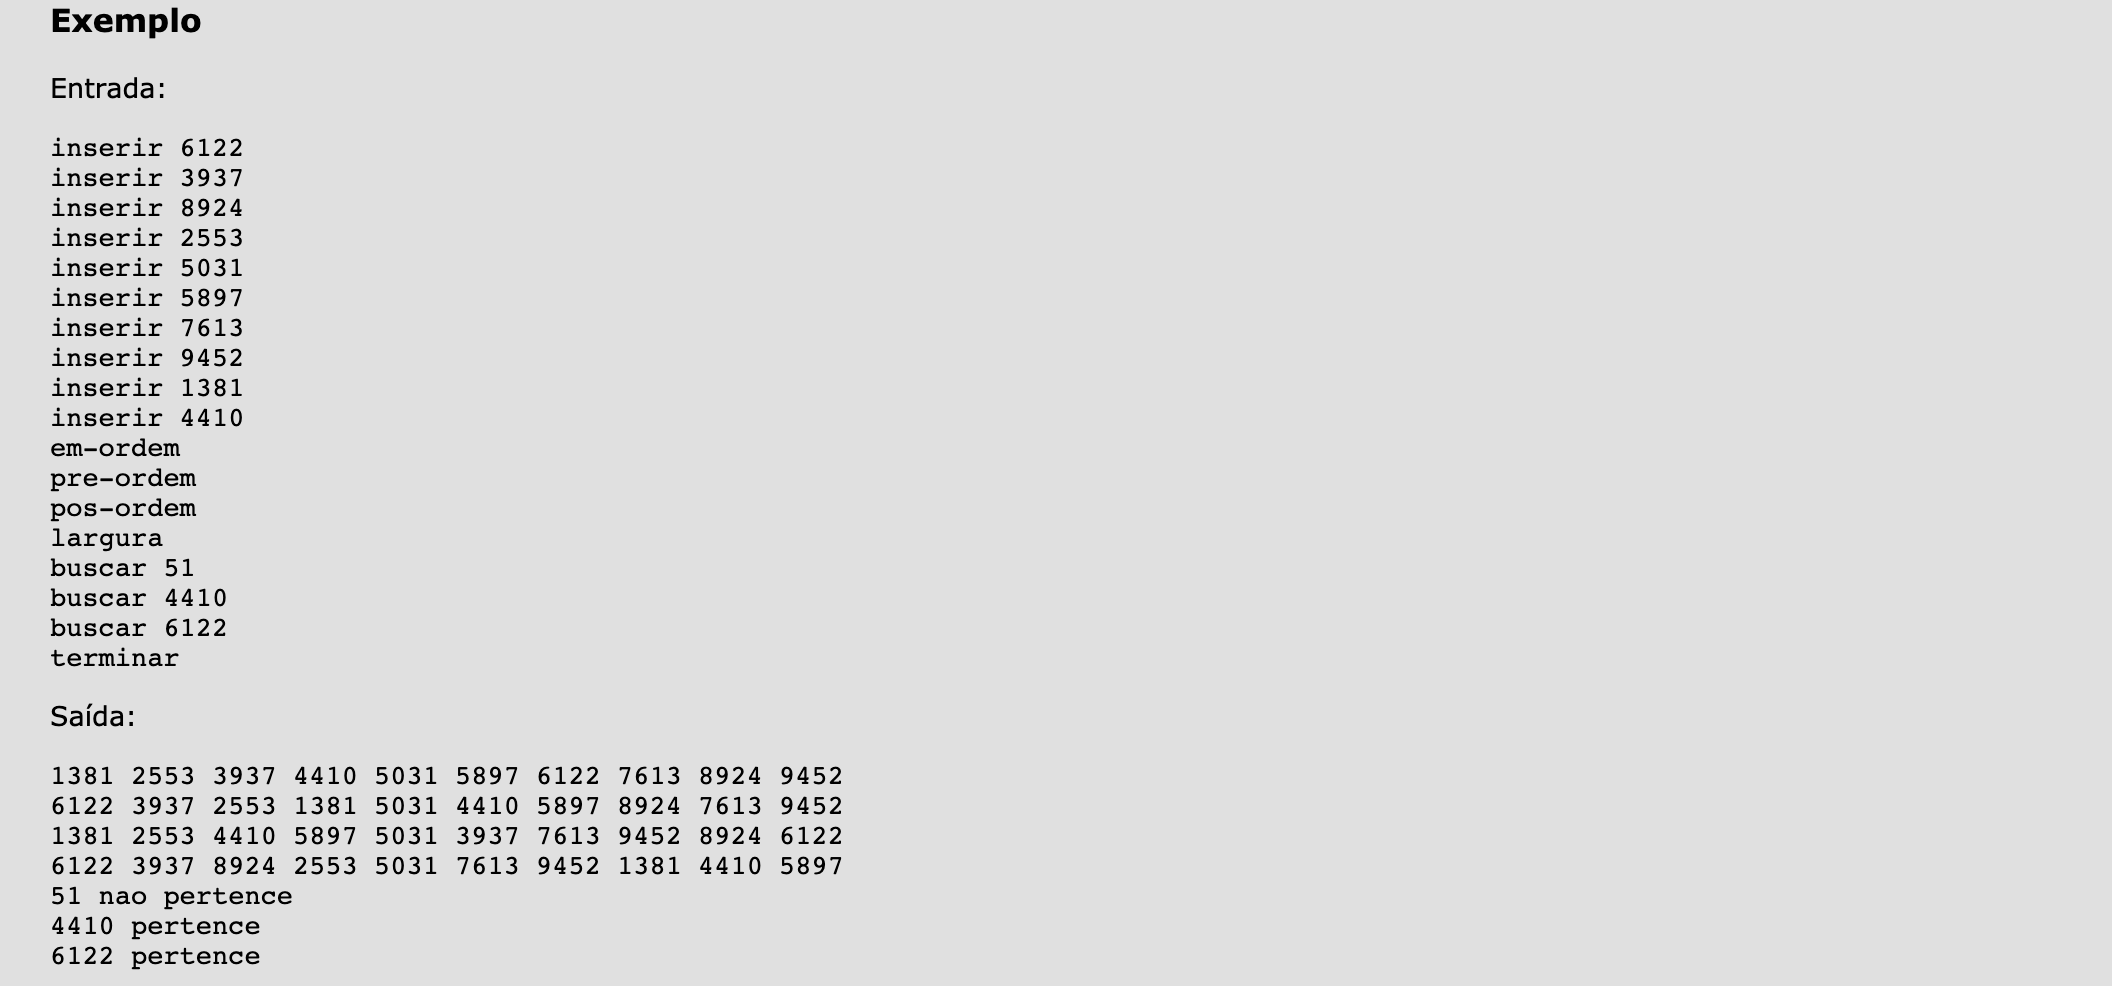 Exemplo
Entrada:
inserir 6122
inserir 3937
inserir 8924
inserir 2553
inserir 5031
inserir 5897
inserir 7613
inserir 9452
inserir 1381
inserir 4410
em-ordem
pre-ordem
pos-ordem
largura
buscar 51
buscar 4410
buscar 6122
terminar
Saída:
1381 2553 3937 4410 5031 5897 6122 7613 8924 9452
6122 3937 2553 1381 5031 4410 5897 8924 7613 9452
1381 2553 4410 5897 5031 3937 7613 9452 8924 6122
6122 3937 8924 2553 5031 7613 9452 1381 4410 5897
51 nao pertence
4410 pertence
6122 pertence